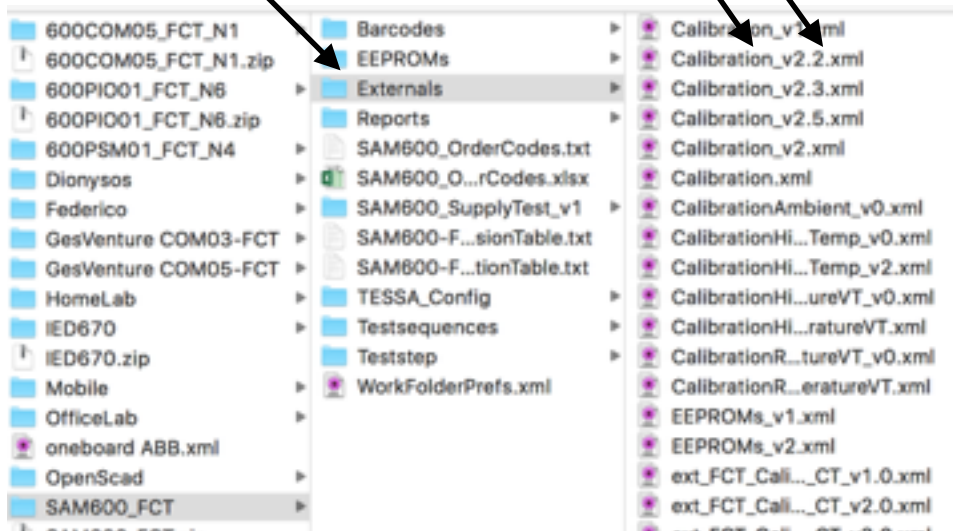 600COM05_FCT_N1
600COM05_FCT_N1.zip
600PIO01_FCT_N6
600PIO01_FCT_N6.zip
600PSM01_FCT_N4
Dionysos
Federico
GesVenture COM03-FCT
GesVenture COM05-FCT
HomeLab
IED670
IED670.zip
Mobile
OfficeLab
oneboard ABB.xml
OpenScad
SAM600_FCT
Barcodes
EEPROMs
Externals
Reports
SAM600_OrderCodes.txt
SAM600_O...rCodes.xlsx
SAM600_SupplyTest_v1
SAM600-F...sionTable.txt
SAM600-F...tionTable.txt
TESSA_Config
Testsequences
Teststep
WorkFolderPrefs.xml
Calibration_v2.2.xml
Calibration_v2.3.xml
Calibration_v2.5.xml
Calibration_v2.xml
Calibration.xml
CalibrationAmbient_v0.xml
CalibrationHi...Temp_v0.xml
CalibrationHi...Temp_v2.xml
CalibrationHi...ureVT_v0.xml
CalibrationHi...ratureVT.xml
CalibrationR...tureVT_v0.xml
CalibrationR...eratureVT.xml
EEPROMs_v1.xml
EEPROMs_v2.xml
ext_FCT_Cali..._CT_v1.0.xml
ext_FCT_Cali..._CT_v2.0.xml